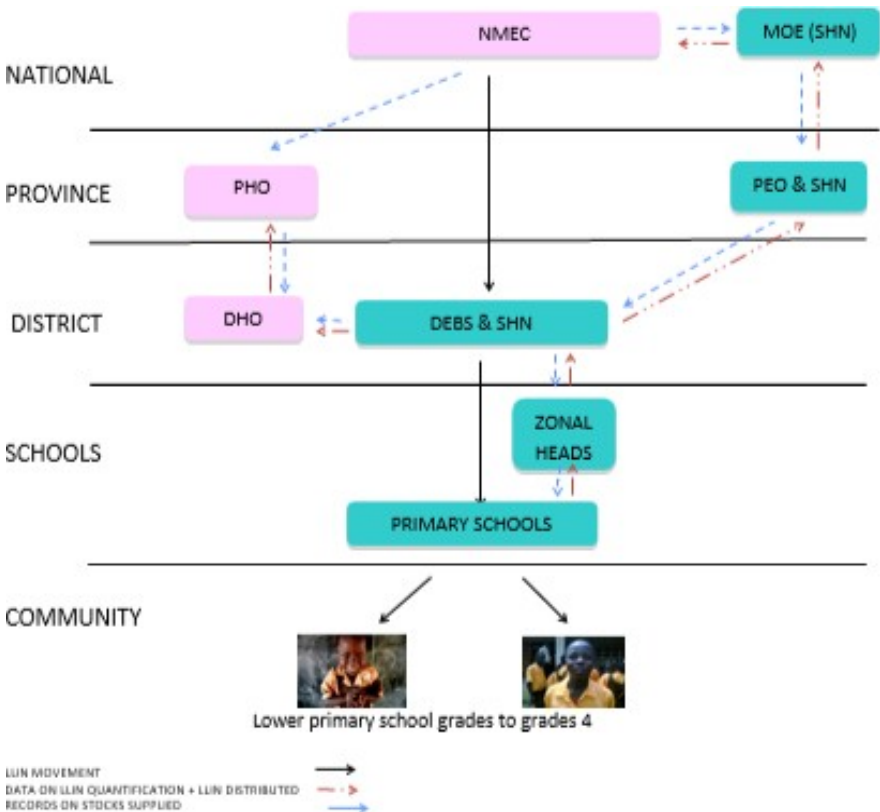 NMEC
MOE (SHN)
NATIONAL
PHO
PEO & SHN
PROVINCE
DHO
DEBS & SHN
DISTRICT
ZONAL
HEADS
SCHOOLS
PRIMARY SCHOOLS
COMMUNITY
Lower primary school grades to grades 4
LLIN MOVEMENT
DATA ON LLIN QUANTIFICATION + LLIN DISTRIBUTED
RECORDS ON STOCKS SUPPLIED